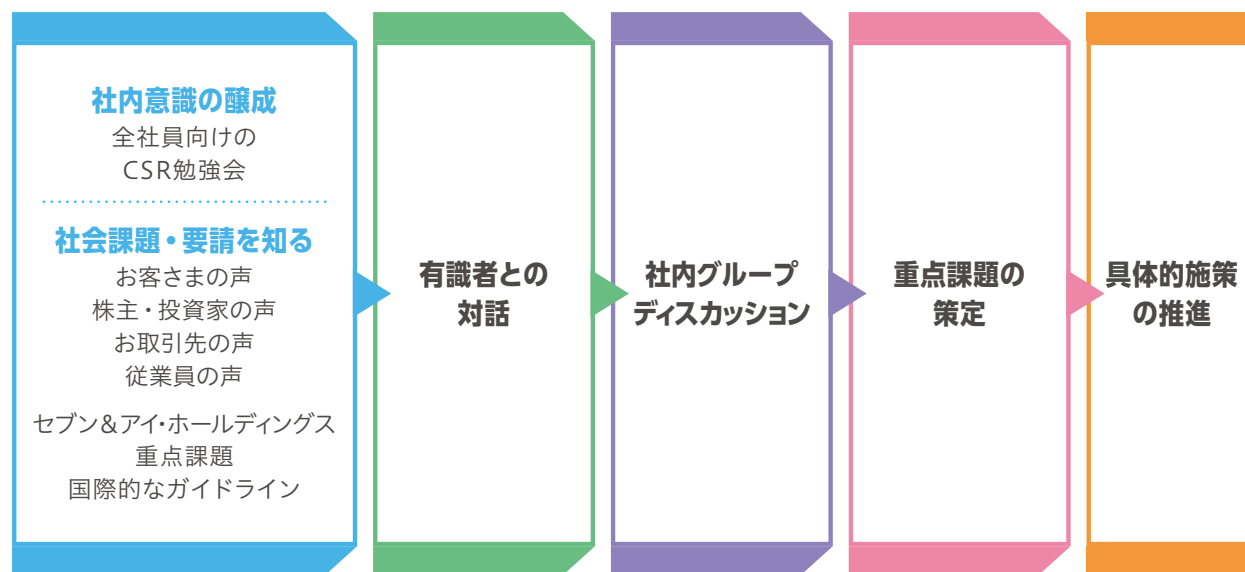 社内意識の醸成
全社員向けの
CSR勉強会
社会課題・要請を知る
お客さまの声
株主・投資家の声
お取引先の声
従業員の声
セブン&アイ・ホールディングス
重点課題
国際的なガイドライン
有識者との
対話
社内グループ
ディスカッション
重点課題の
策定
具体的施策
の推進